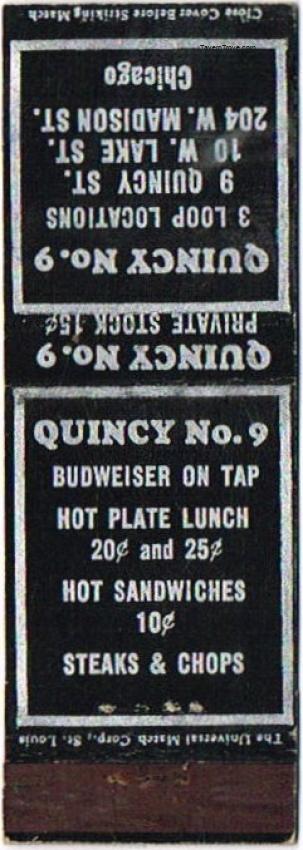 Close Cover Before Striking Match
TavernTrove.com
QUINCY No. 9
3 LOOP LOCATIONS
9 QUINCY ST.
10 W. LAKE ST.
204 W. MADISON ST.
Chicago
QUINCY No. 9
PRIVATE STOCK 15¢
QUINCY No. 9
BUDWEISER ON TAP
HOT PLATE LUNCH
20¢ and 25¢
HOT SANDWICHES
10¢
STEAKS & CHOPS
The Universal Match Corp., St. Louis